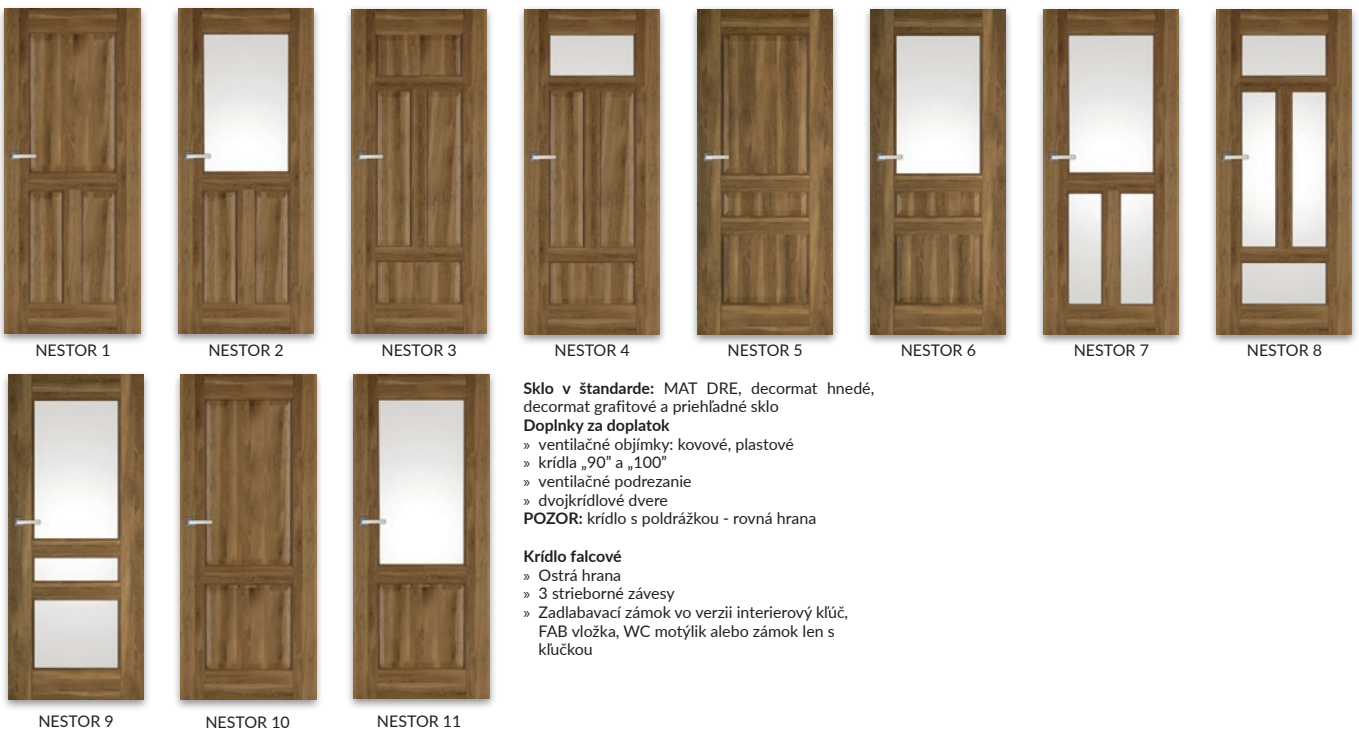 NESTOR 1
NESTOR 2
NESTOR 3
NESTOR 4
NESTOR 5
NESTOR 6
NESTOR 7
NESTOR 8
NESTOR 9
NESTOR 10
NESTOR 11
Sklo v štandarde: MAT DRE, decormat hnedé,
decormat grafitové a priehľadné sklo
Doplnky za doplatok
» ventilačné objímky: kovové, plastové
» krídla „90” a „100”
» ventilačné podrezanie
» dvojkrídlové dvere
POZOR: krídlo s poldrážkou - rovná hrana
Krídlo falcové
» Ostrá hrana
» 3 strieborné závesy
» Zadlabavací zámok vo verzii interierový kľúč,
FAB vložka, WC motýlik alebo zámok len s
kľučkou